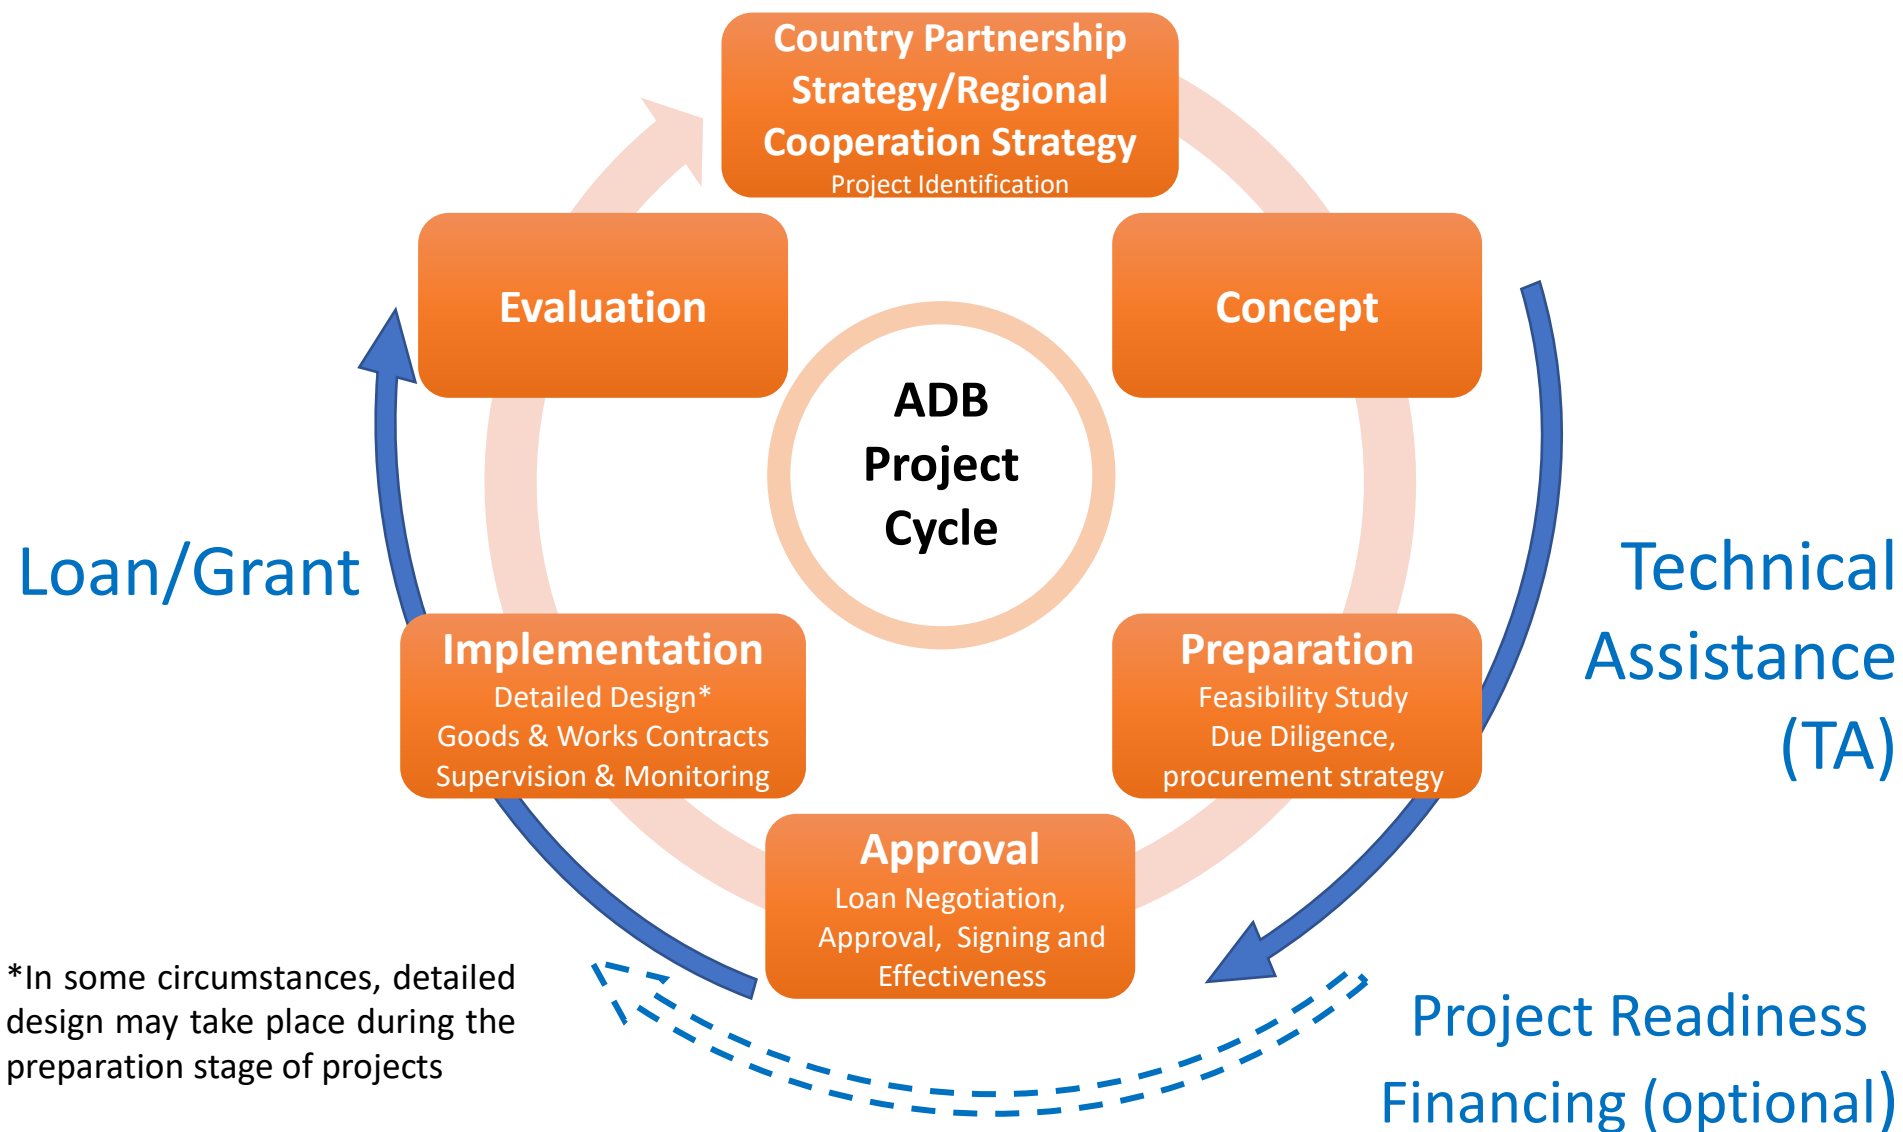 Country Partnership
Strategy/Regional
Cooperation Strategy
Project Identification
Evaluation
Concept
ADB
Project
Cycle
Loan/Grant
Technical
Assistance
(TA)
Implementation
Detailed Design*
Goods & Works Contracts
Supervision & Monitoring
Preparation
Feasibility Study
Due Diligence,
procurement strategy
Approval
Loan Negotiation,
Approval, Signing and
Effectiveness
*In some circumstances, detailed
design may take place during the
preparation stage of projects
Project Readiness
Financing (optional)